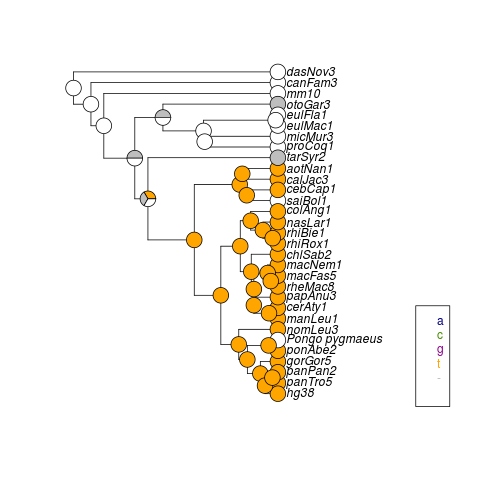 dasNov3
canFam3
mm10
otoGar3
eulFla1
eulMac1
micMur3
proCoq1
tarSyr2
aotNan1
calJac3
cebCap1
saiBol1
colAng1
nasLar1
rhiBie1
rhiRox1
chlSab2
macNem1
macFas5
rheMac8
papAnu3
cerAty1
manLeu1
nomLeu3
Pongo pygmaeus
ponAbe2
gorGor5
panPan2
panTro5
hg38
a
c
g
t
-